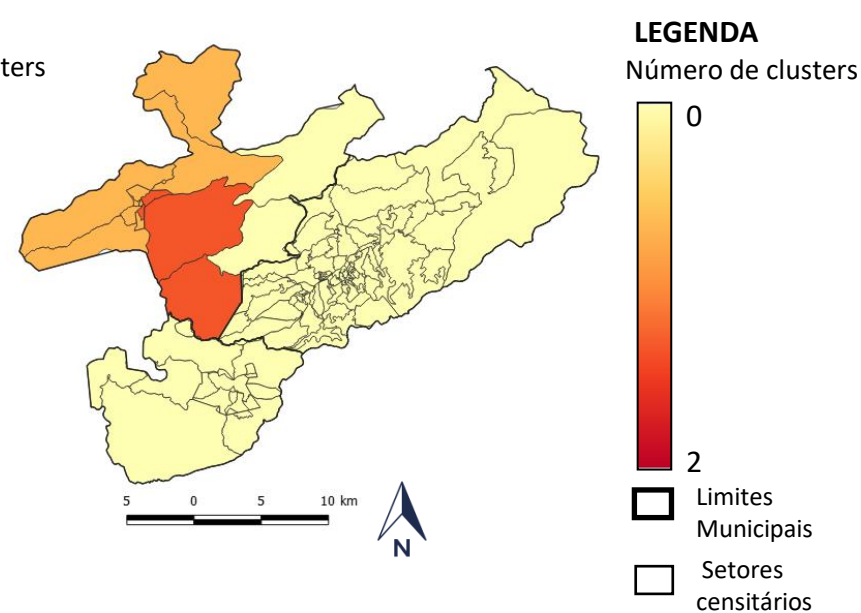 ters
LEGENDA
Número de clusters
0
2
Limites
Municipais
Setores
censitários
5 0 5 10 km
N